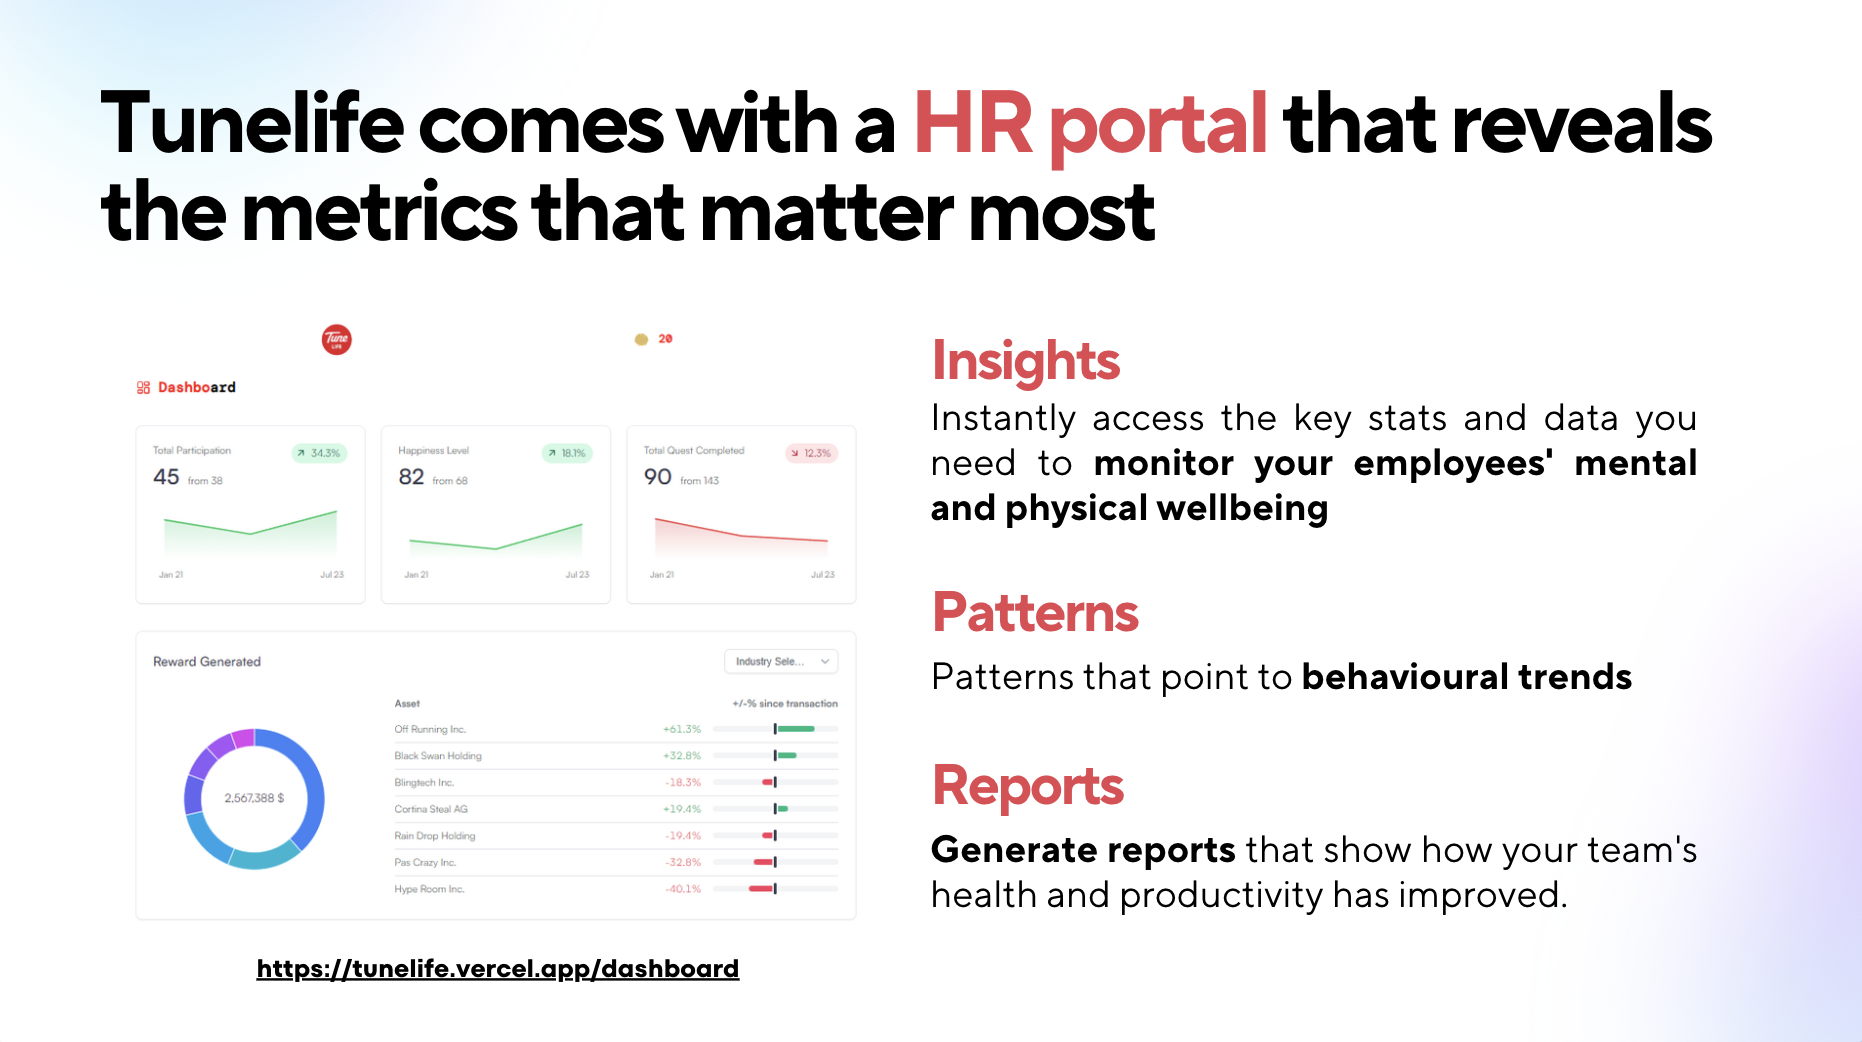 Tunelife comes with a HR portal that reveals
the metrics that matter most
Tune
LIFE
20
Dashboard
Total Participation
34.3%
45 from 38
Jan 21
Jul 23
Happiness Level
18.1%
82 from 68
Jan 21
Jul 23
Total Quest Completed
12.3%
90 from 143
Jan 21
Jul 23
Reward Generated
Industry Sele...
2,567,388 $
Asset +/-% since transaction
Off Running Inc. +61.3%
Black Swan Holding +32.8%
Blingtech Inc. -18.3%
Cortina Steal AG +19.4%
Rain Drop Holding -19.4%
Pas Crazy Inc. -32.8%
Hype Room Inc. -40.1%
https://tunelife.vercel.app/dashboard
Insights
Instantly access the key stats and data you
need to monitor your employees' mental
and physical wellbeing
Patterns
Patterns that point to behavioural trends
Reports
Generate reports that show how your team's
health and productivity has improved.